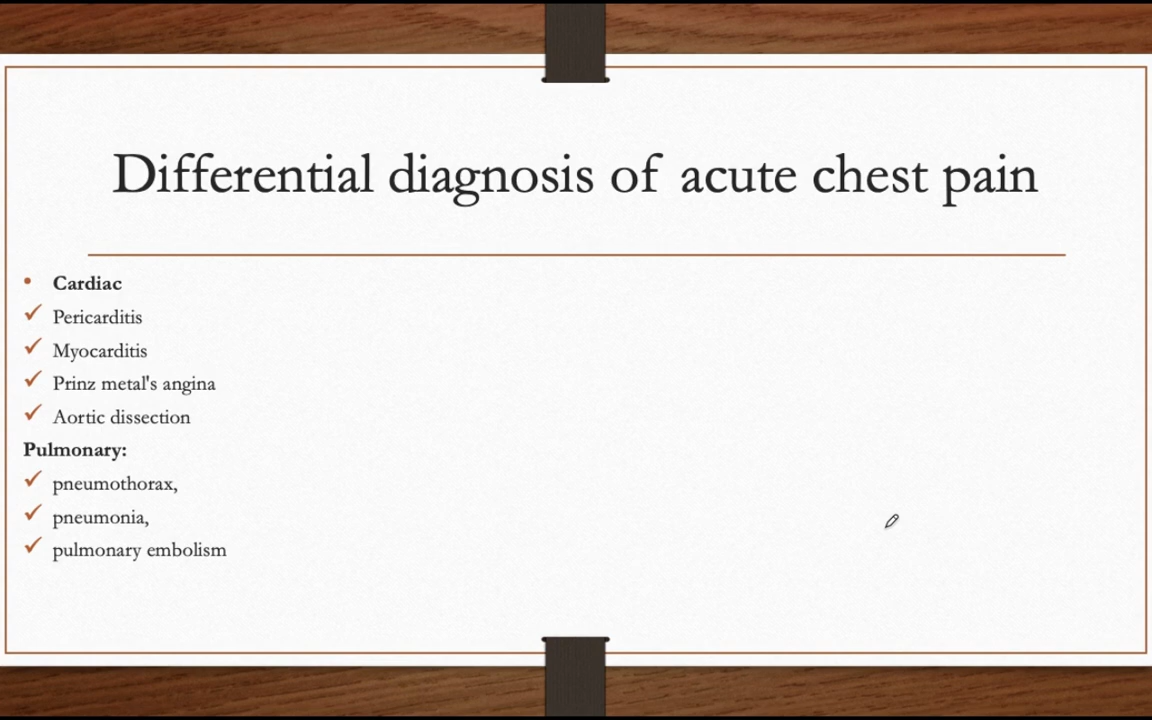 Differential diagnosis of acute chest pain
• Cardiac
✓ Pericarditis
✓ Myocarditis
✓ Prinz metal's angina
✓ Aortic dissection
Pulmonary:
✓ pneumothorax,
✓ pneumonia,
✓ pulmonary embolism